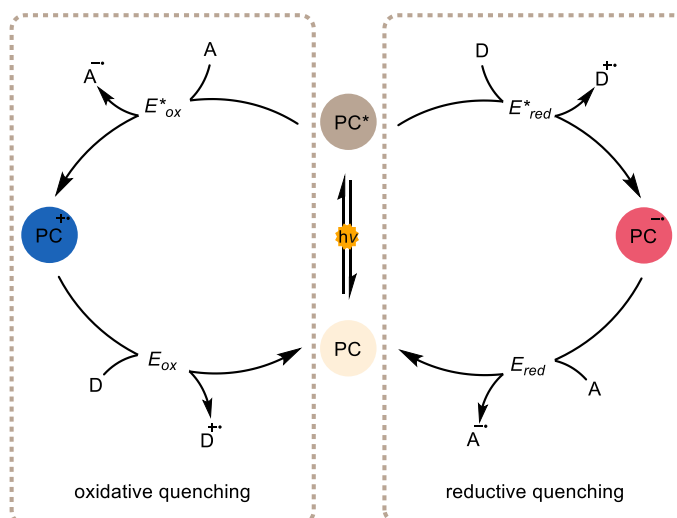 A
A−•
E*ox
PC*
D
E*red
D+•
PC+•
hν
PC−•
PC
D
Eox
D+•
Ered
A
A−•
oxidative quenching
reductive quenching